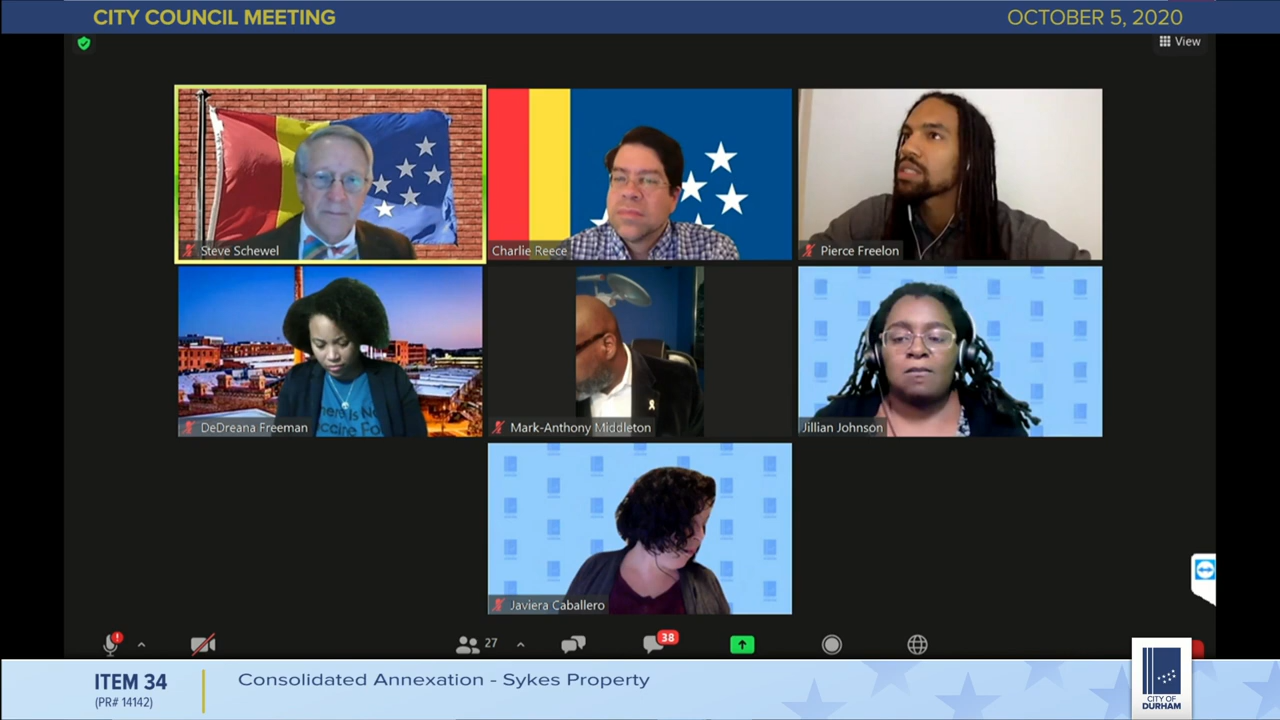 CITY COUNCIL MEETING
OCTOBER 5, 2020
View
Steve Schewel
Charlie Reece
Pierce Freelon
DeDreana Freeman
Mark-Anthony Middleton
Jillian Johnson
Javiera Caballero
27
38
ITEM 34
(PR# 14142)
Consolidated Annexation - Sykes Property
CITY OF
DURHAM